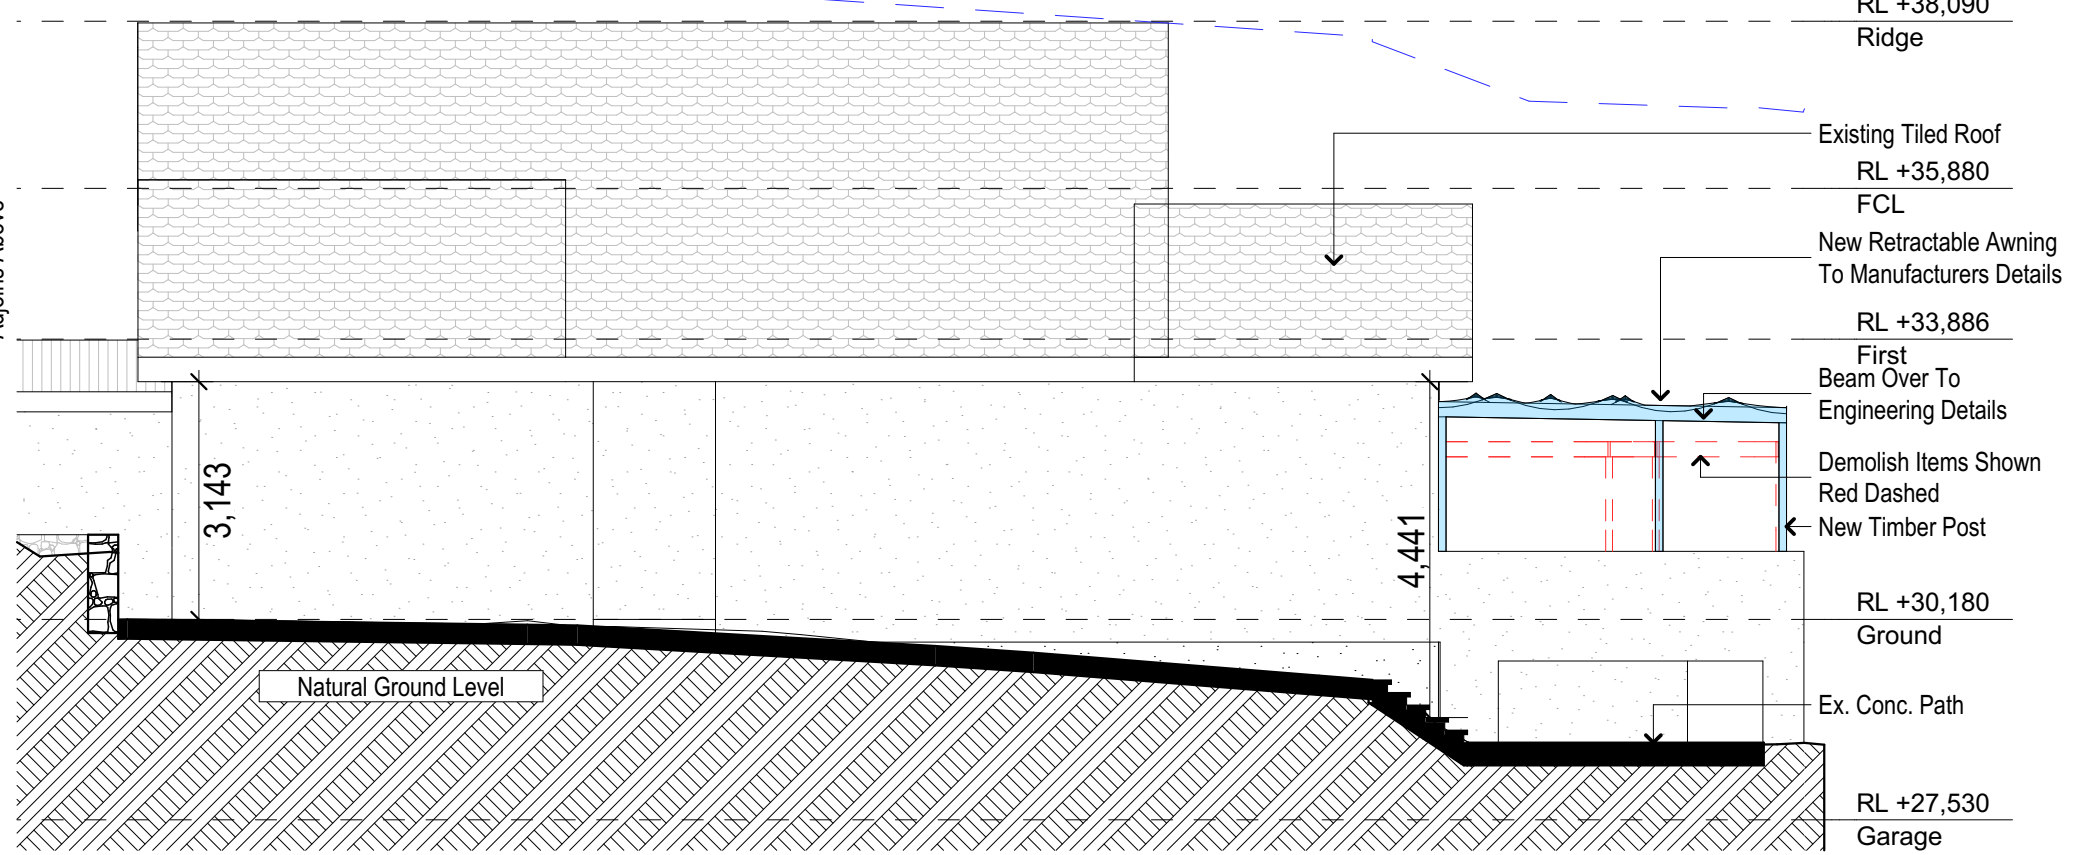 RL +38,090
Ridge
Existing Tiled Roof
RL +35,880
FCL
New Retractable Awning
To Manufacturers Details
RL +33,886
First
Beam Over To
Engineering Details
Demolish Items Shown
Red Dashed
New Timber Post
3,143
4,441
RL +30,180
Ground
Natural Ground Level
Ex. Conc. Path
RL +27,530
Garage